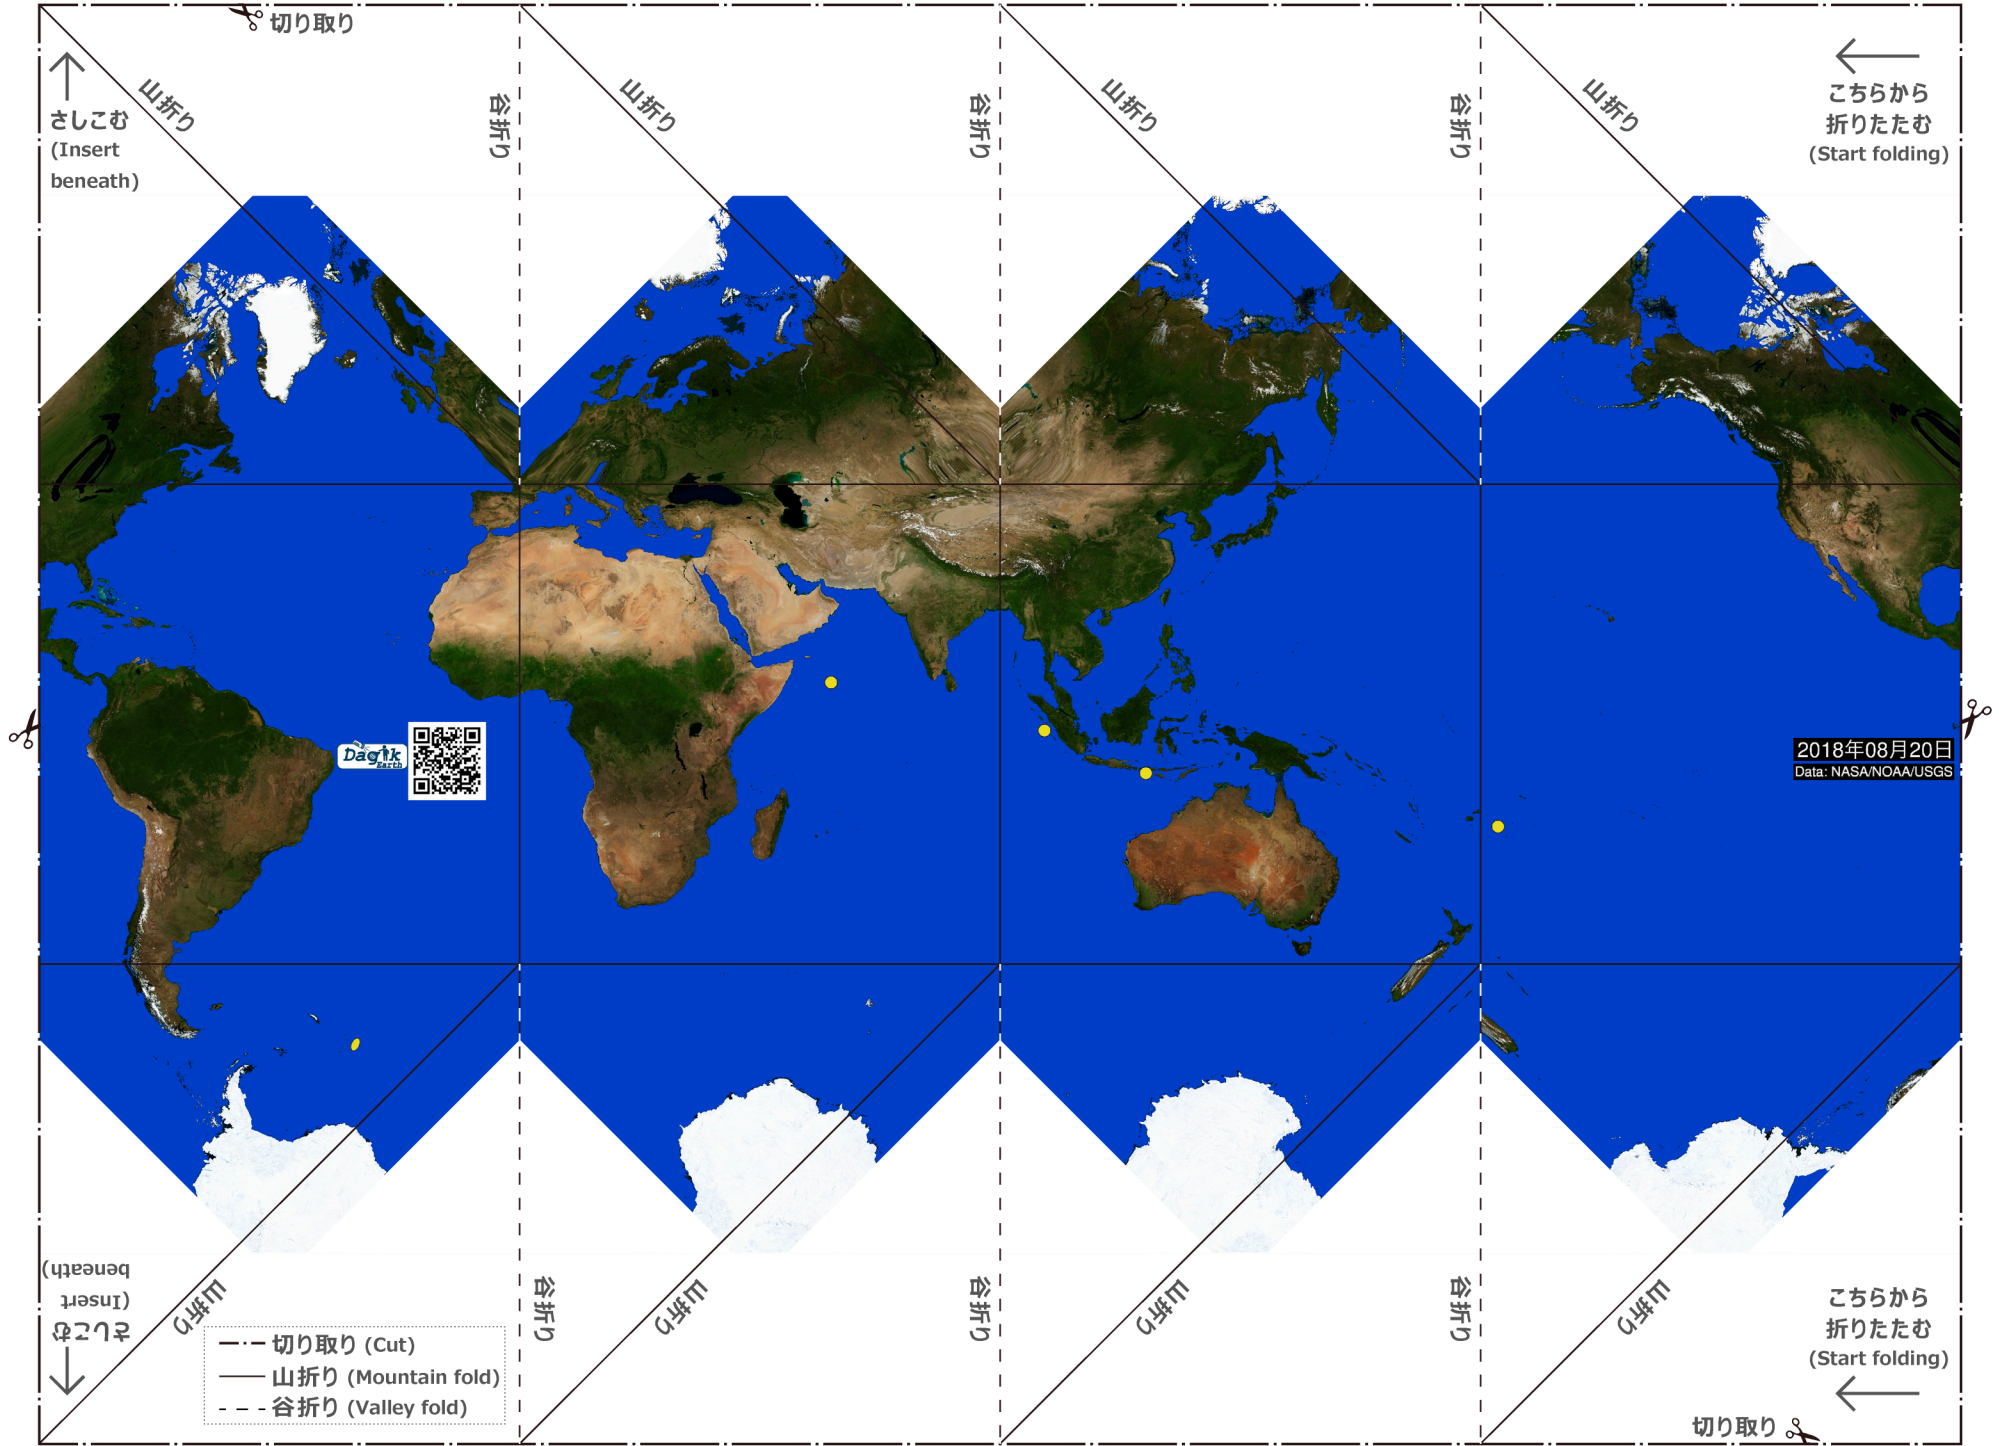 切り取り
さしこむ
(Insert
beneath)
山折り
谷折り
山折り
谷折り
山折り
谷折り
山折り
こちらから
折りたたむ
(Start folding)
Dagik
Earth
2018年08月20日
Data: NASA/NOAA/USGS
さしこむ
(Insert
beneath)
山折り
谷折り
山折り
谷折り
山折り
谷折り
山折り
こちらから
折りたたむ
(Start folding)
切り取り (Cut)
山折り (Mountain fold)
谷折り (Valley fold)
切り取り